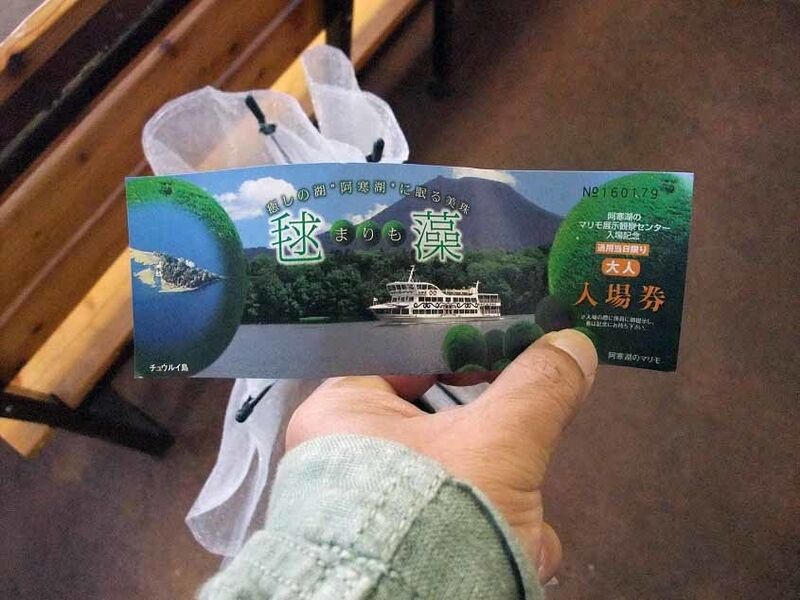 癒しの湖"阿寒湖"に眠る美珠
毬まりも藻
チュウルイ島
№160179
阿寒湖の
マリモ展示観察センター
入場記念
適用当日限り
大人
入場券
阿寒湖のマリモ